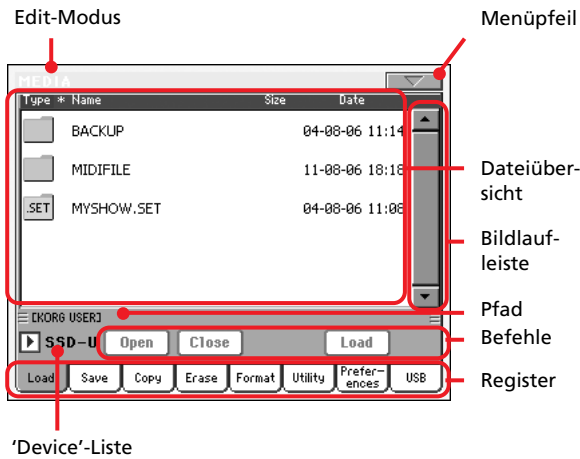 Edit-Modus
Menüpfeil
MEDIA
Type * Name Size Date
BACKUP 04-08-06 11:14
MIDIFILE 11-08-06 18:18
.SET MYSHOW.SET 04-08-06 11:08
Dateiüber-
sicht
Bildlauf-
leiste
[KORG USER]
Pfad
SSD-U Open Close Load
Befehle
Load Save Copy Erase Format Utility Prefer-
ences USB
Register
'Device'-Liste